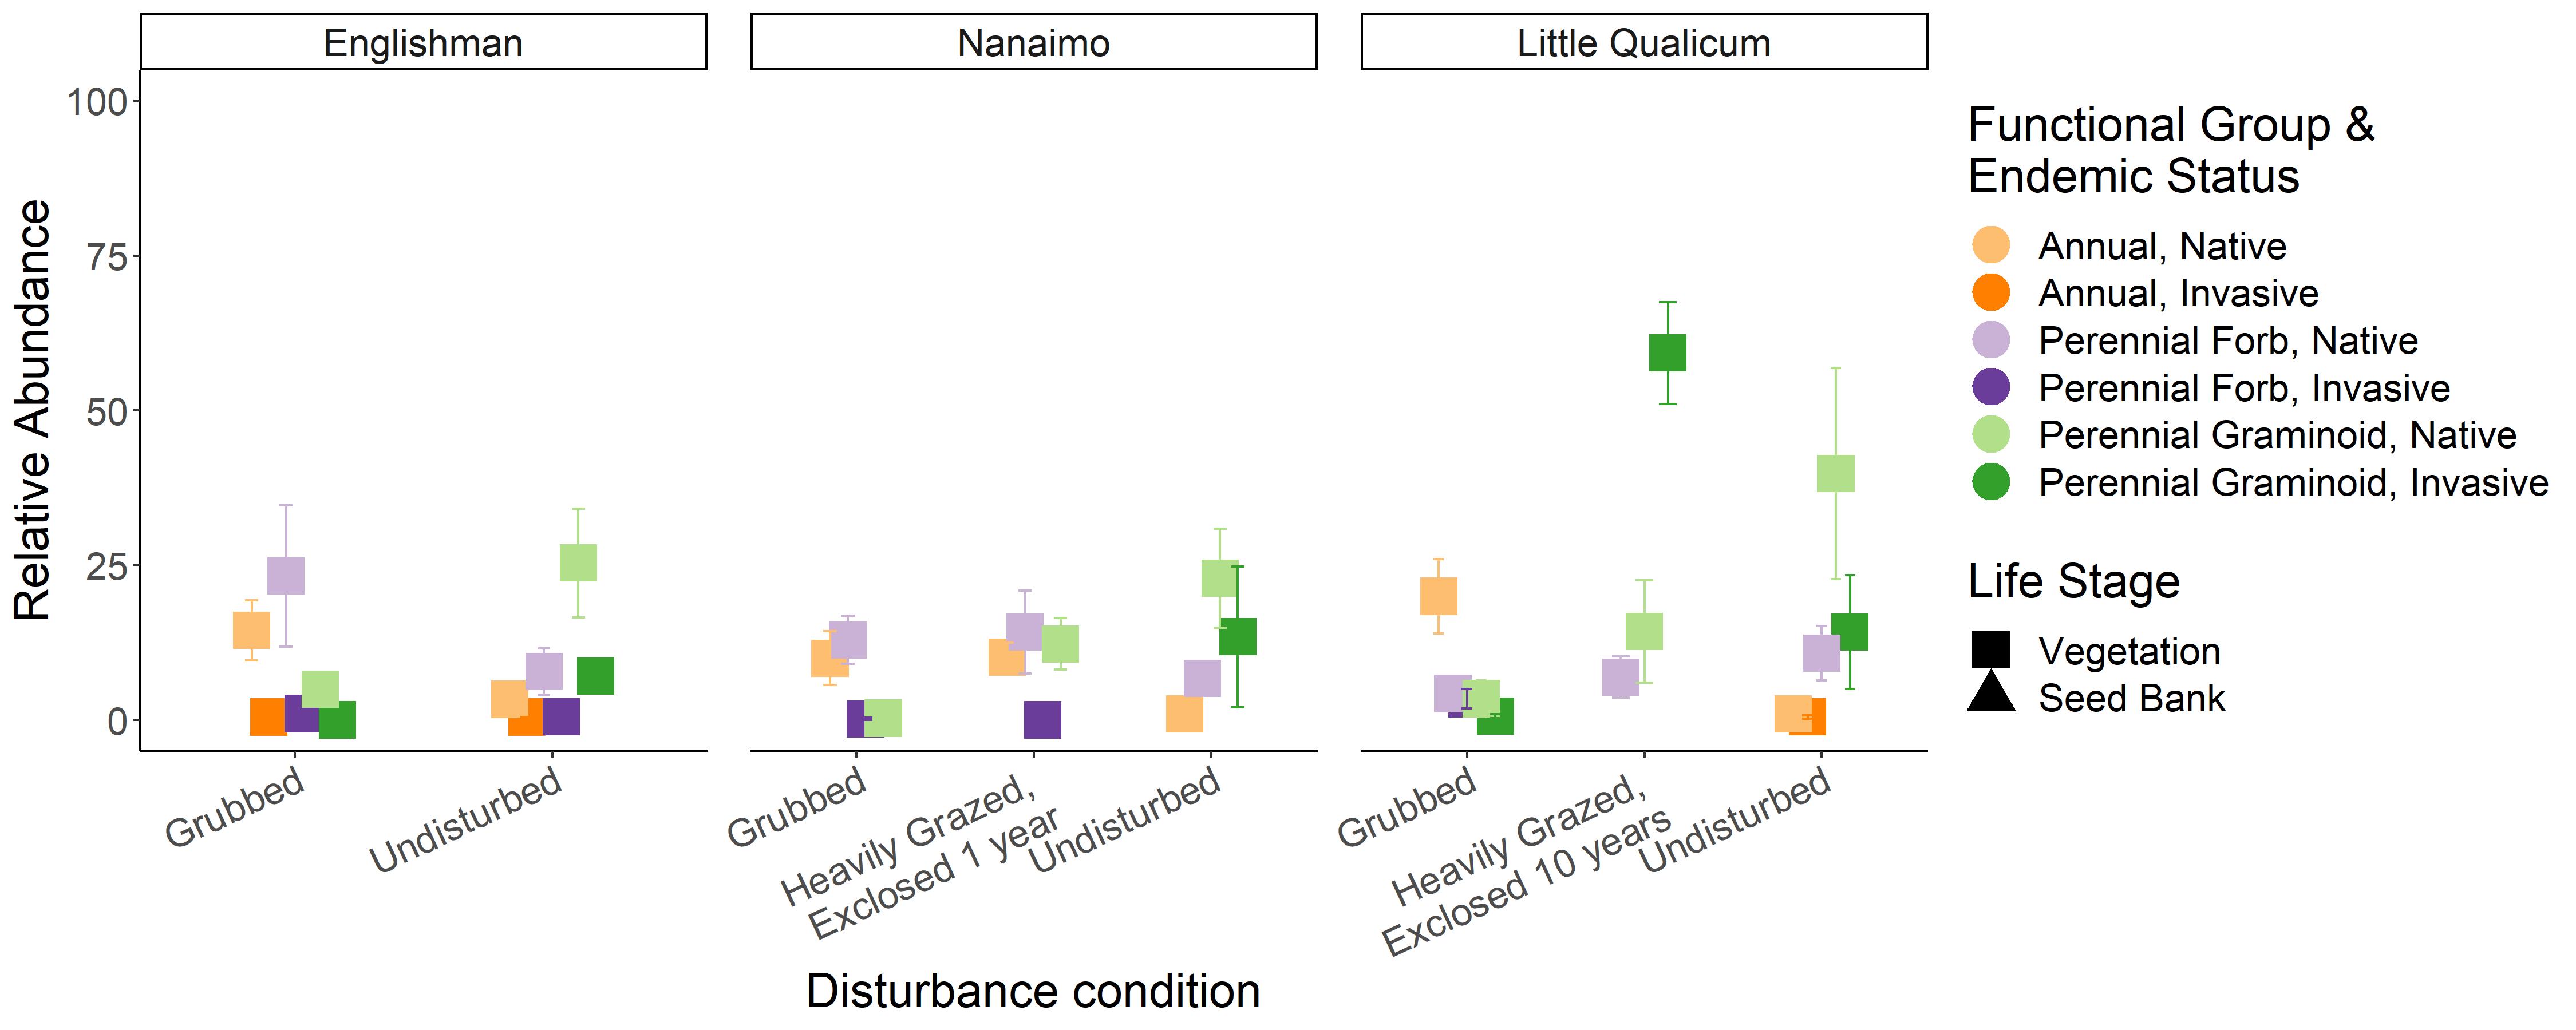 Englishman
Nanaimo
Little Qualicum
Relative Abundance
100
75
50
25
0
Grubbed
Undisturbed
Grubbed
Heavily Grazed,
Exclosed 1 year
Undisturbed
Grubbed
Heavily Grazed,
Exclosed 10 years
Undisturbed
Disturbance condition
Functional Group &
Endemic Status
Annual, Native
Annual, Invasive
Perennial Forb, Native
Perennial Forb, Invasive
Perennial Graminoid, Native
Perennial Graminoid, Invasive
Life Stage
Vegetation
Seed Bank